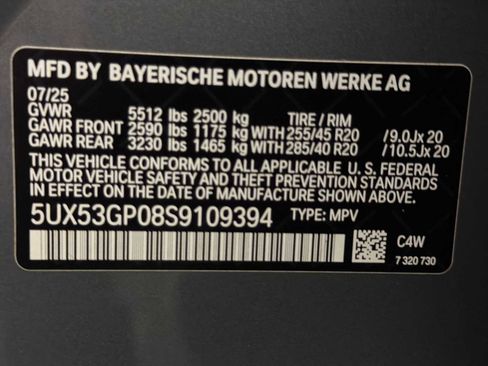 MFD BY BAYERISCHE MOTOREN WERKE AG
07/25
GVWR 5512 lbs 2500 kg TIRE / RIM
GAWR FRONT 2590 lbs 1175 kg WITH 255/45 R20 /9.0Jx 20
GAWR REAR 3230 lbs 1465 kg WITH 285/40 R20 /10.5Jx 20
THIS VEHICLE CONFORMS TO ALL APPLICABLE U. S. FEDERAL
MOTOR VEHICLE SAFETY AND THEFT PREVENTION
STANDARDS IN EFFECT ON THE DATE OF MANUFACTURE SHOWN ABOVE.
5UX53GP08S9109394 TYPE: MPV
C4W
7 320 730